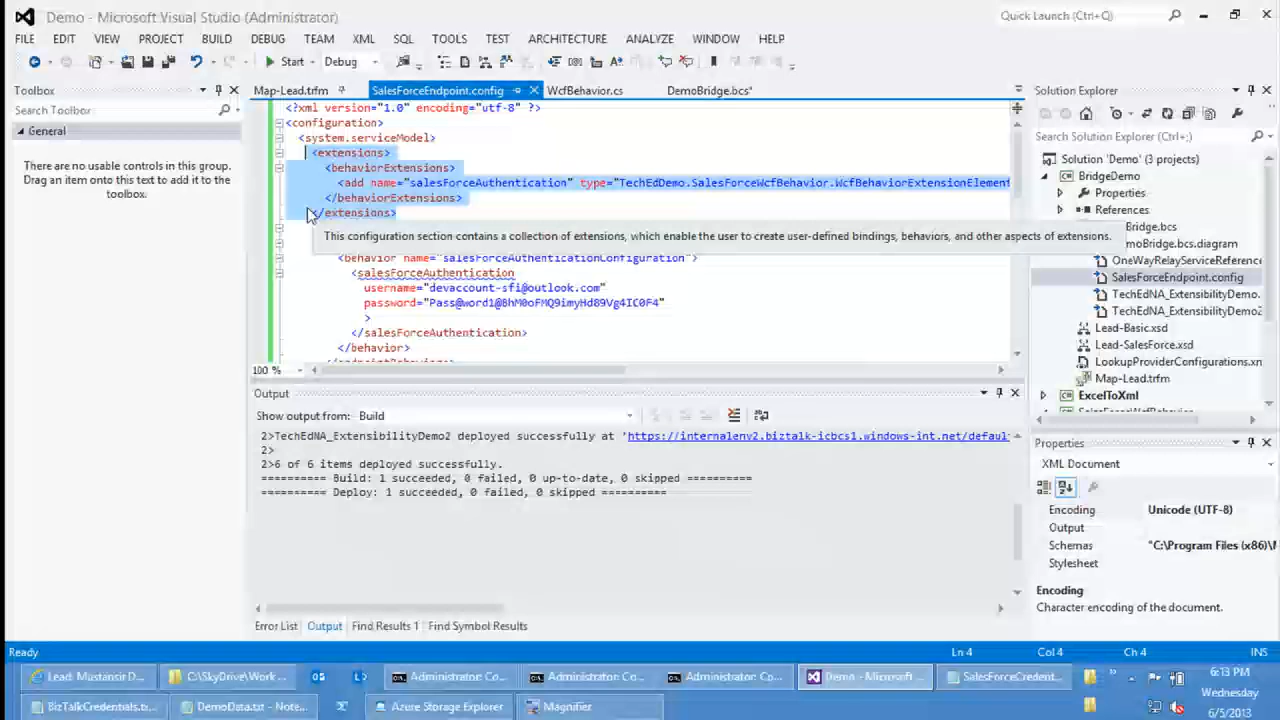 Demo - Microsoft Visual Studio (Administrator)
Quick Launch (Ctrl+Q)
FILE EDIT VIEW PROJECT BUILD DEBUG TEAM XML SQL TOOLS TEST ARCHITECTURE ANALYZE WINDOW HELP
Start Debug
Toolbox
Search Toolbox
General
There are no usable controls in this group.
Drag an item onto this text to add it to the
toolbox.
Map-Lead.trfm SalesForceEndpoint.config WcfBehavior.cs DemoBridge.bcs*
<?xml version="1.0" encoding="utf-8" ?>
<configuration>
<system.serviceModel>
<extensions>
<behaviorExtensions>
<add name="salesForceAuthentication" type="TechEdDemo.SalesForceWcfBehavior.WcfBehaviorExtensionElement
</behaviorExtensions>
</extensions>
This configuration section contains a collection of extensions, which enable the user to create user-defined bindings, behaviors, and other aspects of extensions.
<behavior name="salesForceAuthenticationConfiguration">
<salesForceAuthentication
username="devaccount-sfi@outlook.com"
>
</salesForceAuthentication>
</behavior>
100 %
Output
Show output from: Build
2>TechEdNA_ExtensibilityDemo2 deployed successfully at 'https://internalenv2.biztalk-icbcs1.windows-int.net/defaul
2>
2>6 of 6 items deployed successfully.
========== Build: 1 succeeded, 0 failed, 0 up-to-date, 0 skipped ==========
========== Deploy: 1 succeeded, 0 failed, 0 skipped ==========
Error List Output Find Results 1 Find Symbol Results
Solution Explorer
Search Solution Explorer (Ctrl+;)
Solution 'Demo' (3 projects)
BridgeDemo
Properties
References
Bridge.bcs
moBridge.bcs.diagram
OneWayRelayServiceReference
SalesForceEndpoint.config
TechEdNA_ExtensibilityDemo.
TechEdNA_ExtensibilityDemo2
Lead-Basic.xsd
Lead-SalesForce.xsd
LookupProviderConfigurations.xn
Map-Lead.trfm
ExcelToXml
SalesForceWcfBehavior
Properties
XML Document
Encoding Unicode (UTF-8)
Output
Schemas "C:\Program Files (x86)\M
Stylesheet
Encoding
Character encoding of the document.
Ready Ln 4 Col 4 Ch 4 INS
Lead: Mustansir D... C:\SkyDrive\Work ... Administrator: Co... Administrator: Co... Administrator: Co... Demo - Microsoft ... SalesForceCredent...
BizTalkCredentials.tx... DemoData.txt - Note... Azure Storage Explorer Magnifier
6:13 PM
Wednesday
6/5/2013